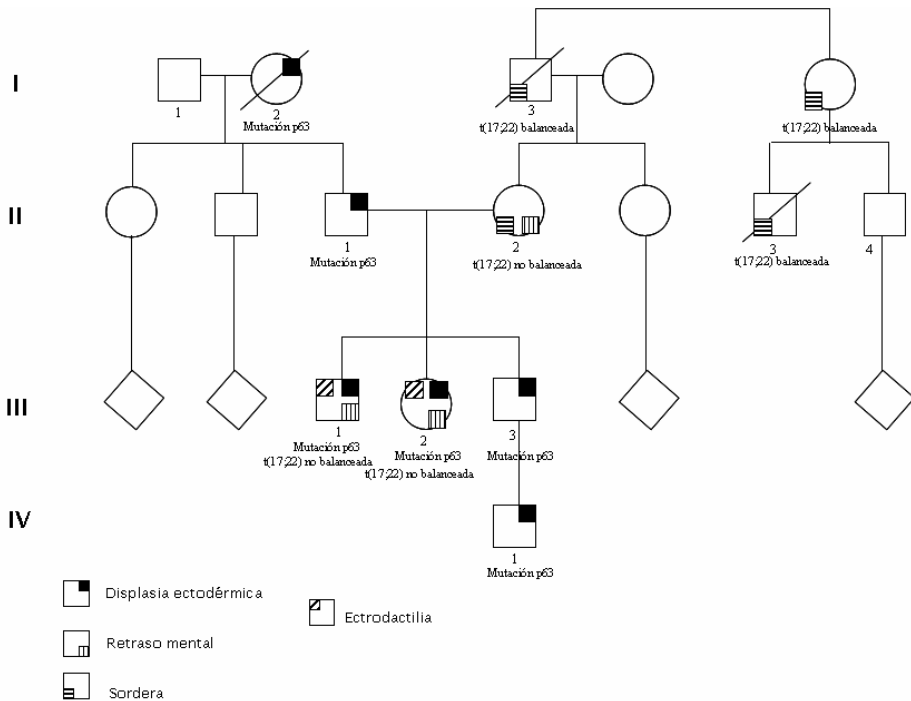 I
1
2
Mutación p63
3
t(17;22) balanceada
t(17;22) balanceada
II
1
Mutación p63
2
t(17;22) no balanceada
3
t(17;22) balanceada
4
III
1
Mutación p63
t(17;22) no balanceada
2
Mutación p63
t(17;22) no balanceada
3
Mutación p63
IV
1
Mutación p63
Displasia ectodérmica
Ectrodactilia
Retraso mental
Sordera